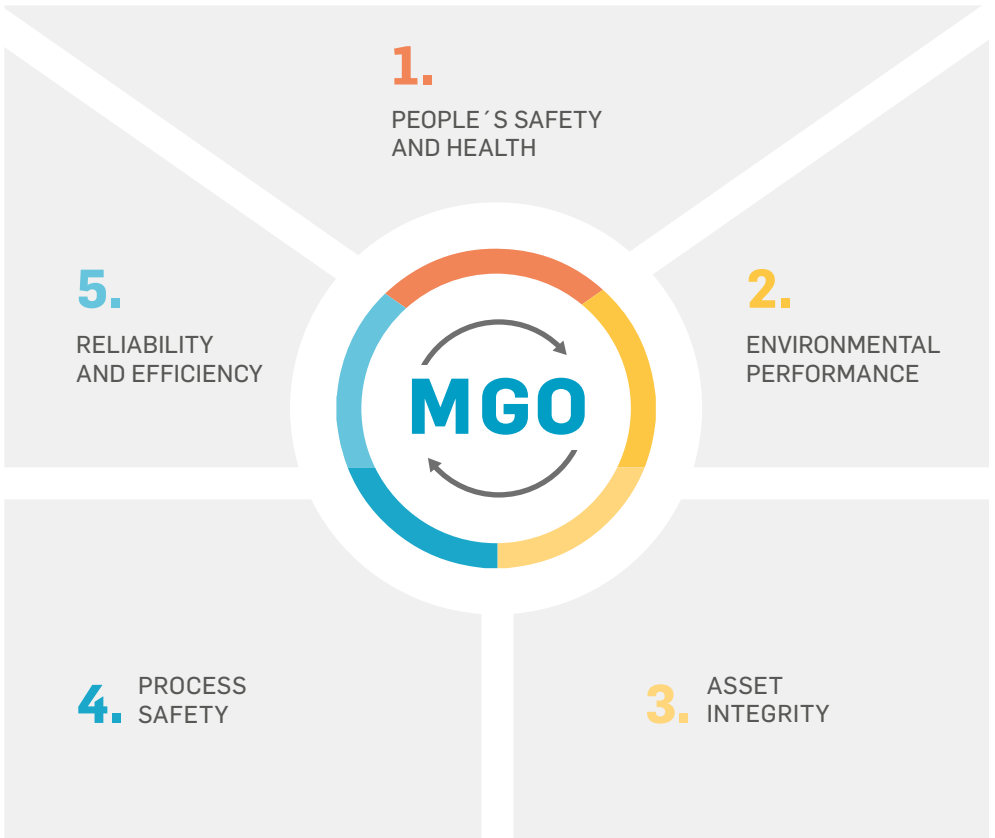 1.
PEOPLE´S SAFETY
AND HEALTH
2.
ENVIRONMENTAL
PERFORMANCE
3.
ASSET
INTEGRITY
4.
PROCESS
SAFETY
5.
RELIABILITY
AND EFFICIENCY
MGO